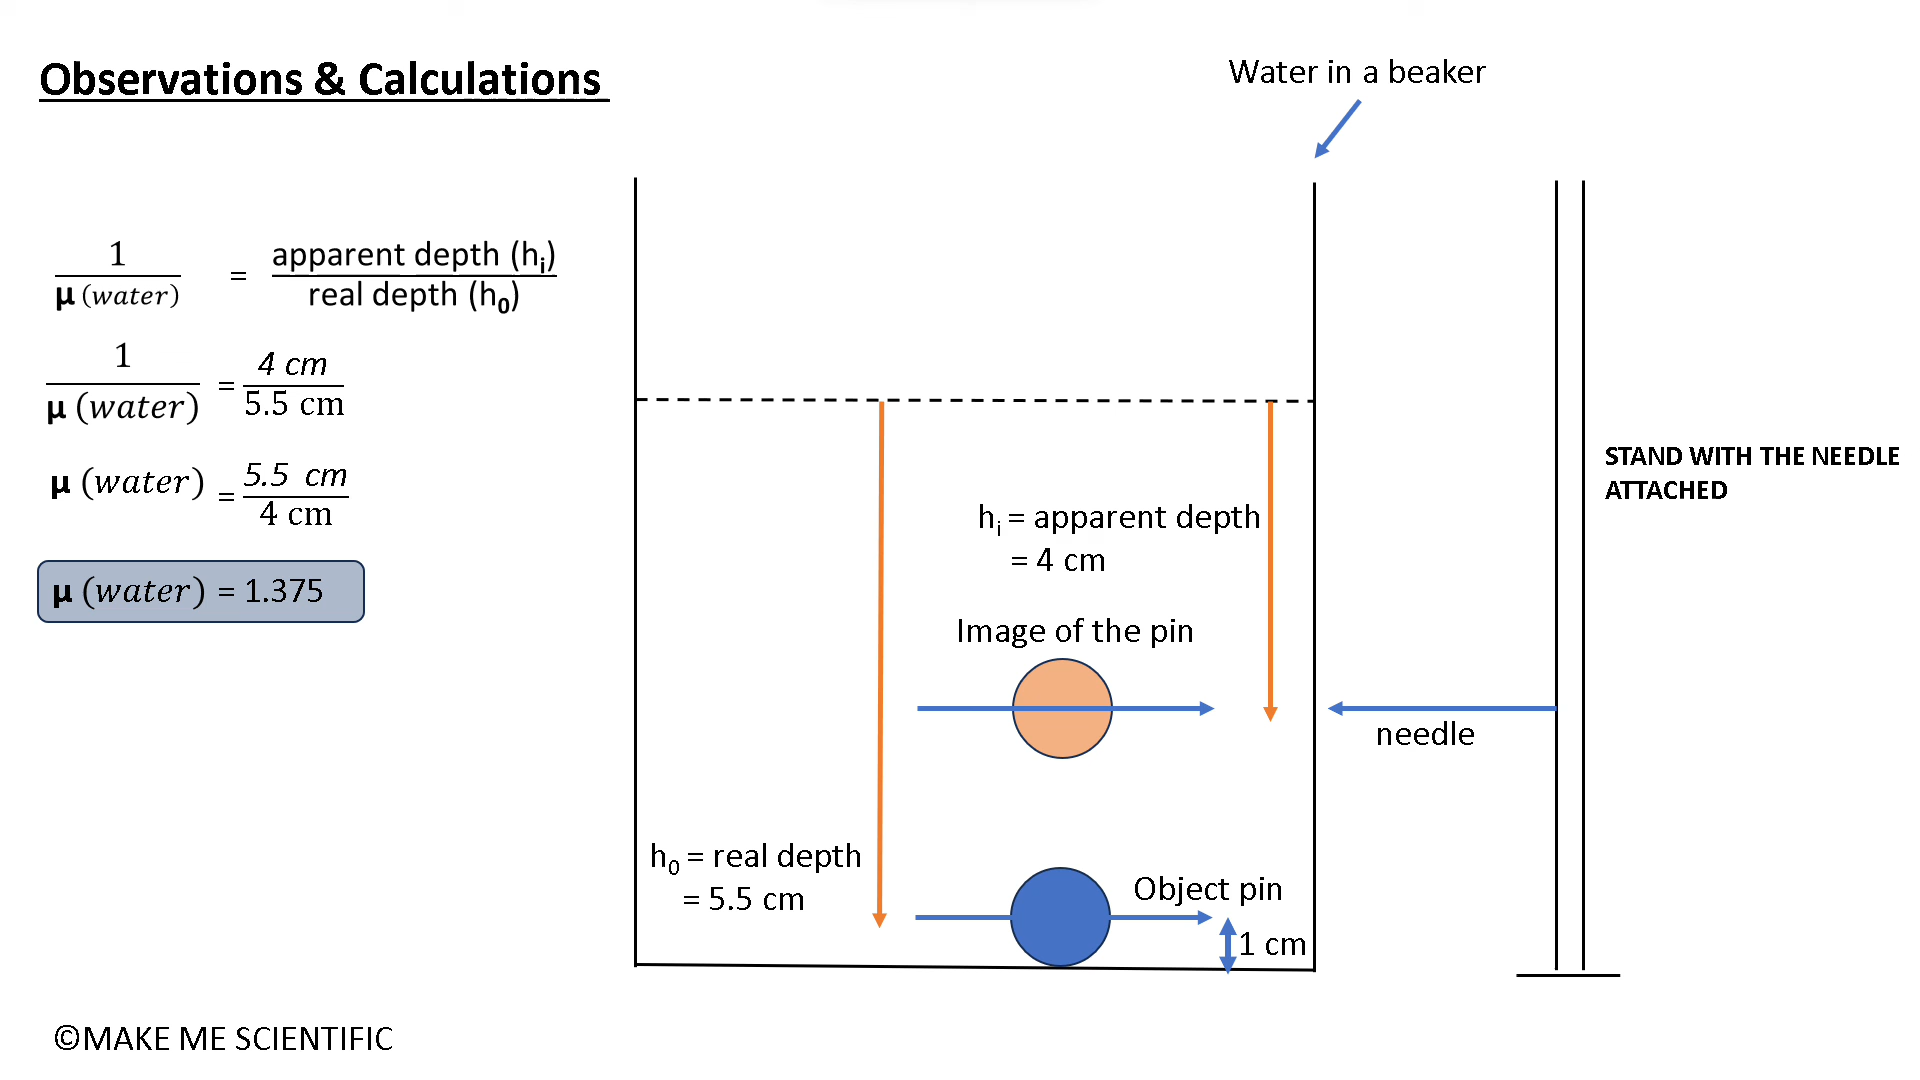 Observations & Calculations
Water in a beaker
1
μ (water)
=
apparent depth (hi)
real depth (h0)
1
μ (water)
=
4 cm
5.5 cm
μ (water)
=
5.5 cm
4 cm
μ (water) = 1.375
hi = apparent depth
= 4 cm
Image of the pin
needle
STAND WITH THE NEEDLE
ATTACHED
h0 = real depth
= 5.5 cm
Object pin
1 cm
©MAKE ME SCIENTIFIC